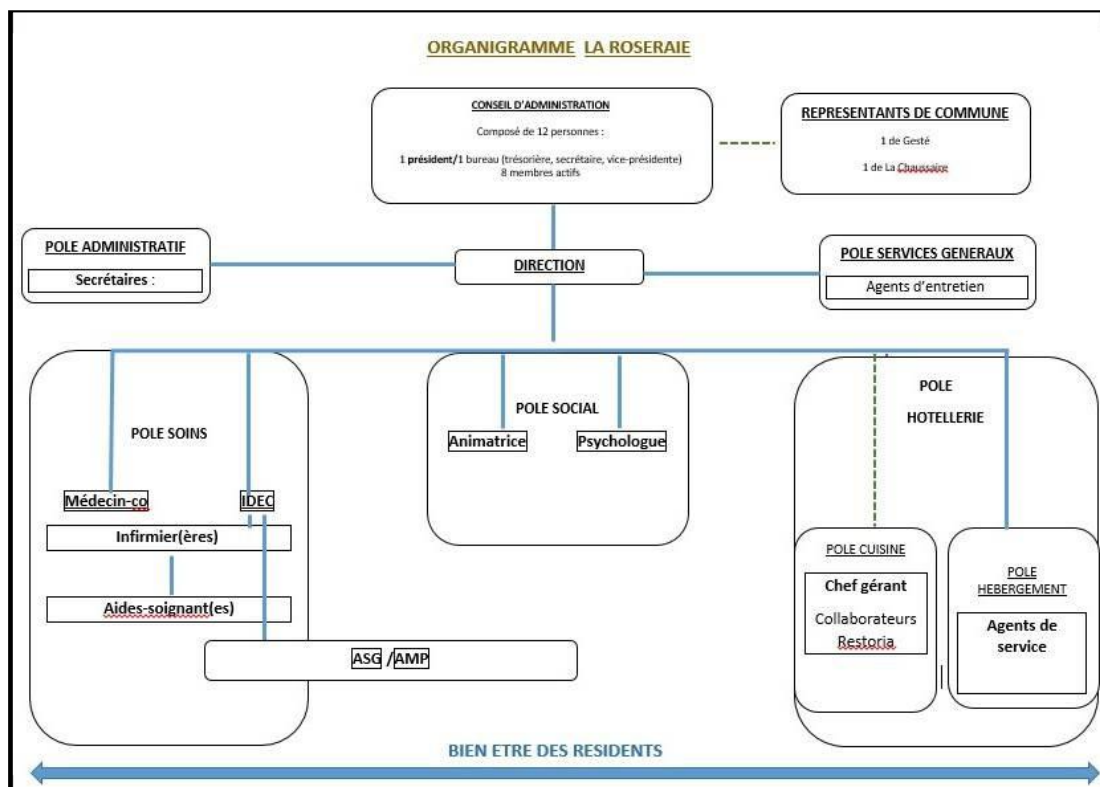 ORGANIGRAMME LA ROSERAIE
CONSEIL D'ADMINISTRATION
Composé de 12 personnes :
1 président/1 bureau (trésorière, secrétaire, vice-présidente)
8 membres actifs
REPRESENTANTS DE COMMUNE
1 de Gesté
1 de La Chaussaire
POLE ADMINISTRATIF
Secrétaires :
DIRECTION
POLE SERVICES GENERAUX
Agents d'entretien
POLE SOINS
Médecin-co
IDEC
Infirmier(ères)
Aides-soignant(es)
ASG /AMP
POLE SOCIAL
Animatrice
Psychologue
POLE
HOTELLERIE
POLE CUISINE
Chef gérant
Collaborateurs
Restoria
POLE
HEBERGEMENT
Agents de
service
BIEN ETRE DES RESIDENTS